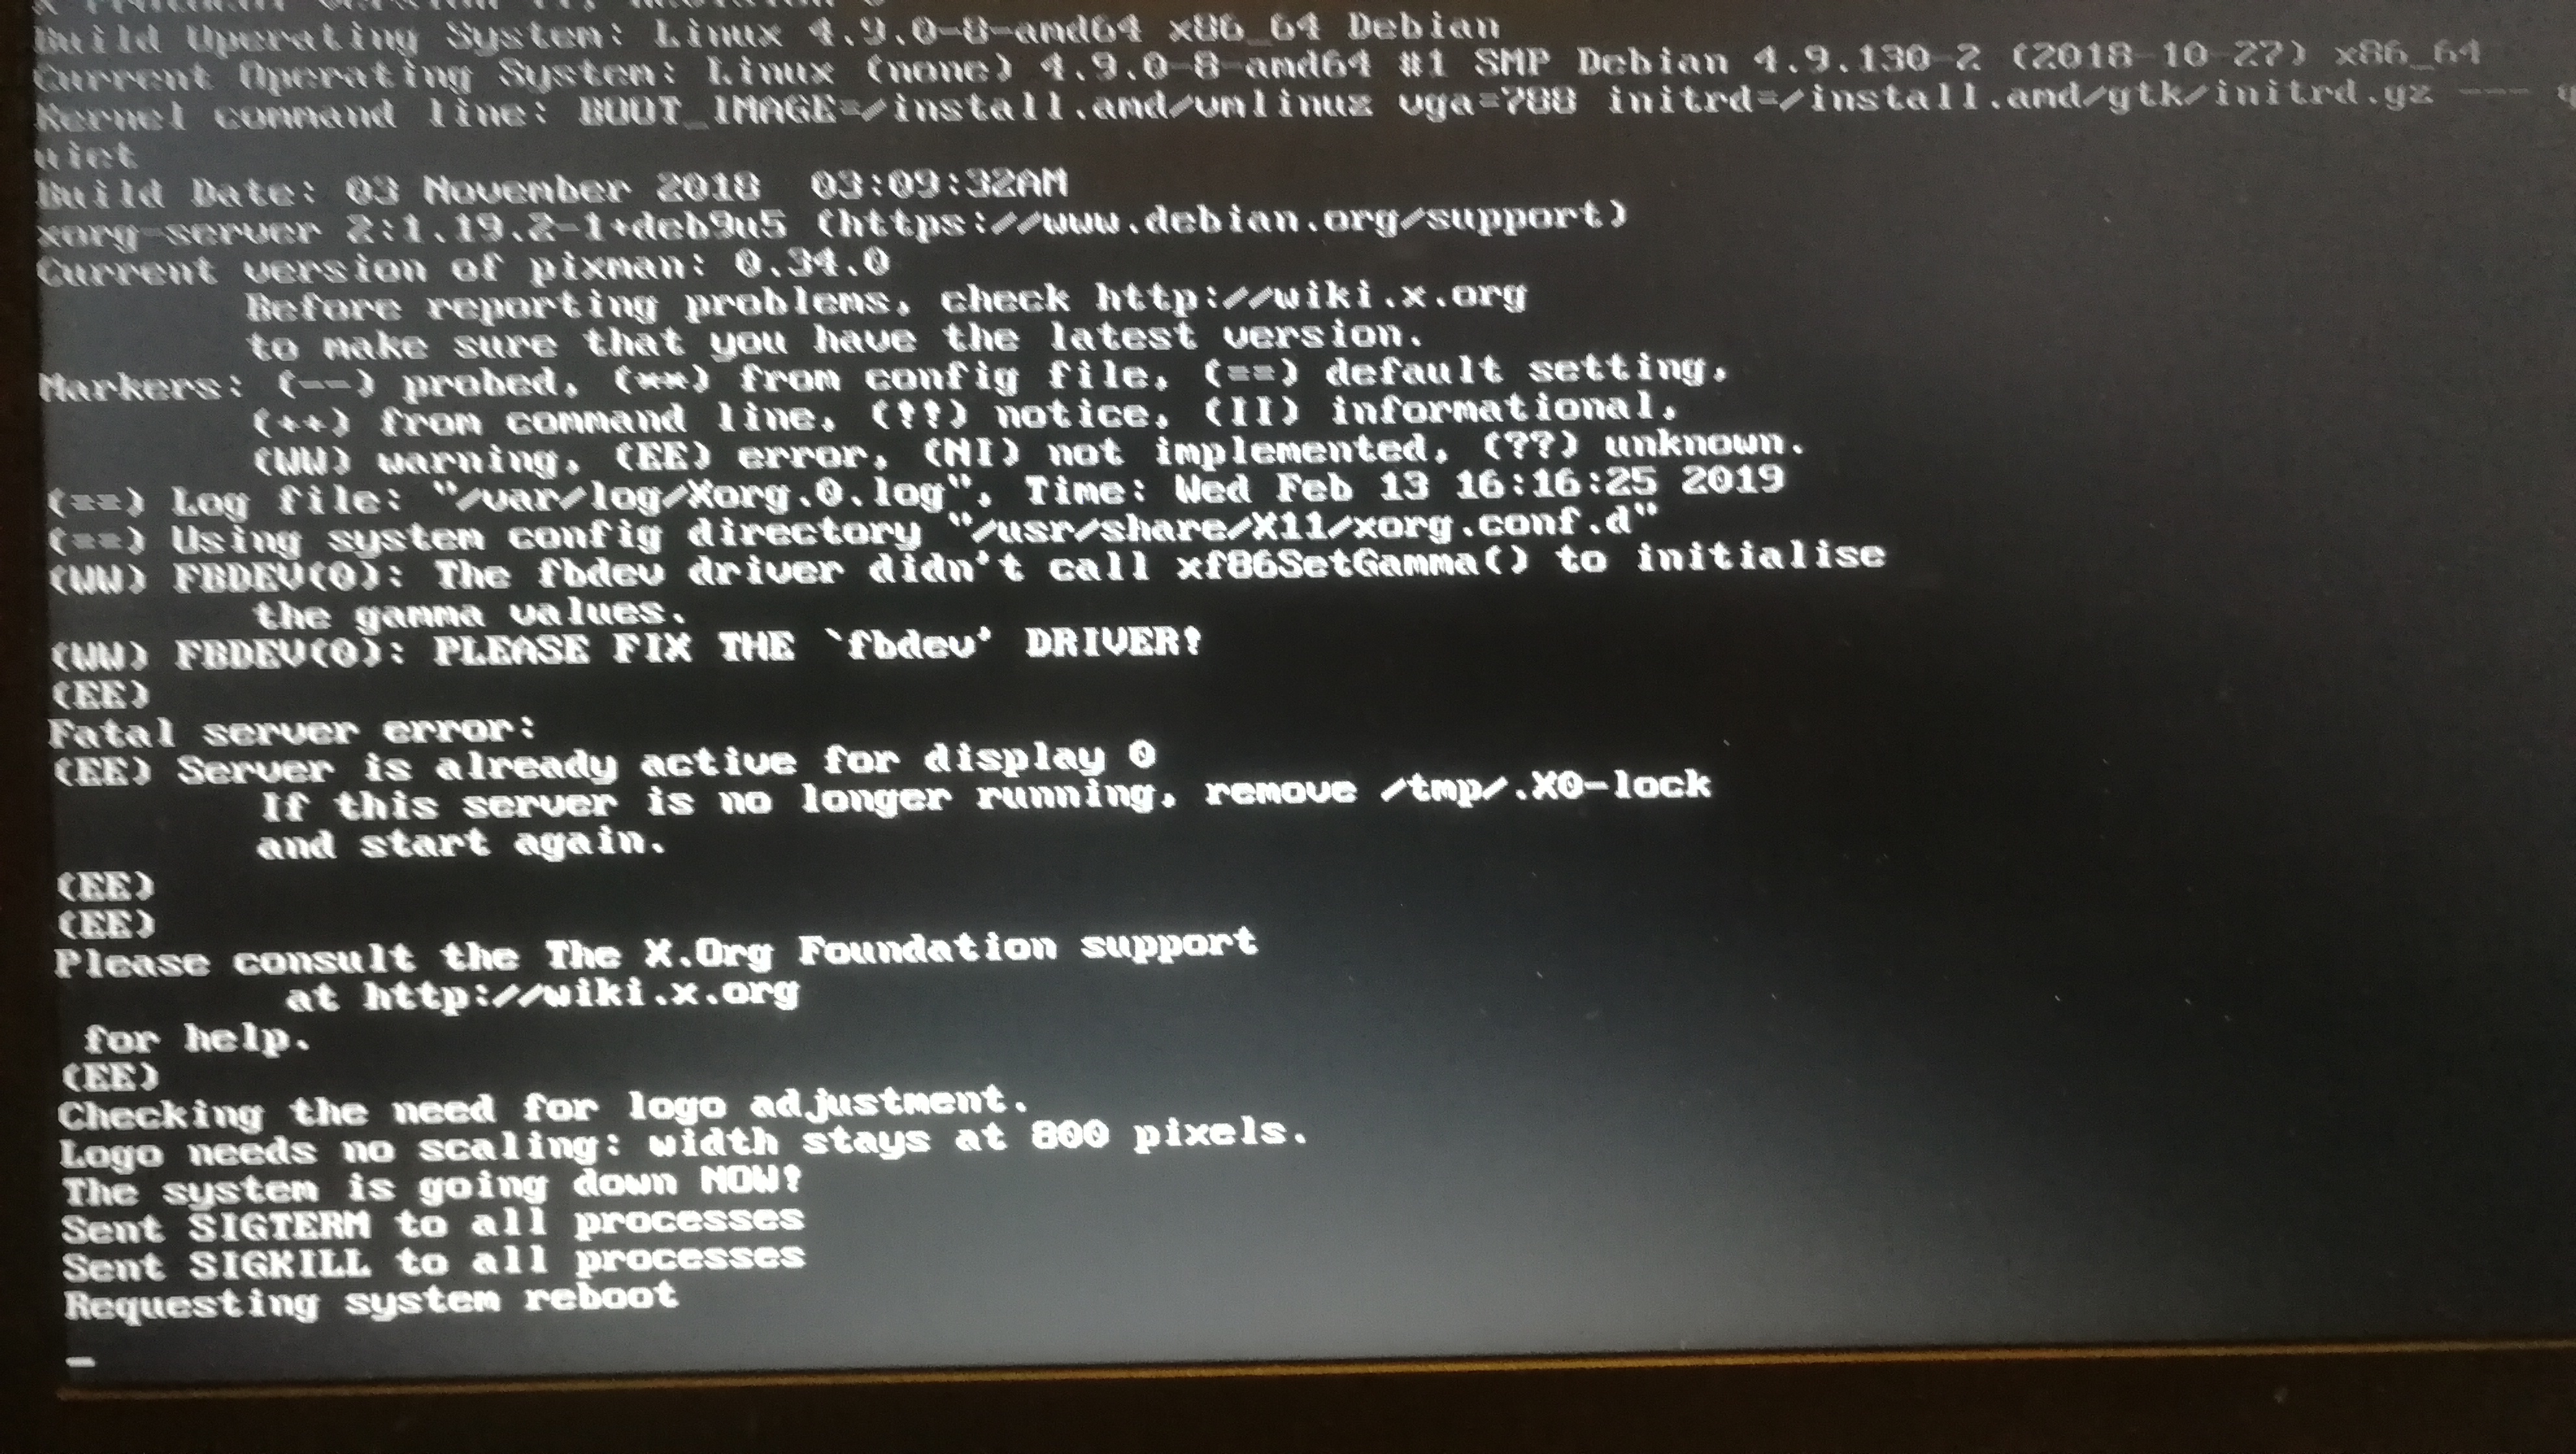 Build Operating System: Linux 4.9.0-8-amd64 x86_64 Debian
Current Operating System: Linux (none) 4.9.0-8-amd64 #1 SMP Debian 4.9.130-2 (2018-10-27) x86_64
Kernel command line: BOOT_IMAGE=/install.amd/vmlinuz vga=788 initrd=/install.amd/gtk/initrd.gz --- q
uiet
Build Date: 03 November 2018  03:09:32AM
xorg-server 2:1.19.2-1+deb9u5 (https://www.debian.org/support)
Current version of pixman: 0.34.0
Before reporting problems, check http://wiki.x.org
to make sure that you have the latest version.
Markers: (--) probed, (**) from config file, (==) default setting,
(++) from command line, (!!) notice, (II) informational,
(WW) warning, (EE) error, (NI) not implemented, (??) unknown.
(==) Log file: "/var/log/Xorg.0.log", Time: Wed Feb 13 16:16:25 2019
(==) Using system config directory "/usr/share/X11/xorg.conf.d"
(WW) FBDEV(0): The fbdev driver didn't call xf86SetGamma() to initialise
the gamma values.
(WW) FBDEV(0): PLEASE FIX THE `fbdev' DRIVER!
(EE)
Fatal server error:
(EE) Server is already active for display 0
If this server is no longer running, remove /tmp/.X0-lock
and start again.
(EE)
(EE)
Please consult the The X.Org Foundation support
at http://wiki.x.org
for help.
(EE)
Checking the need for logo adjustment.
Logo needs no scaling: width stays at 800 pixels.
The system is going down NOW!
Sent SIGTERM to all processes
Sent SIGKILL to all processes
Requesting system reboot